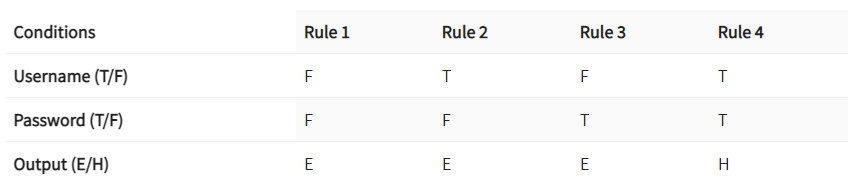 Conditions Rule 1 Rule 2 Rule 3 Rule 4
Username (T/F) F T F T
Password (T/F) F F T T
Output (E/H) E E E H